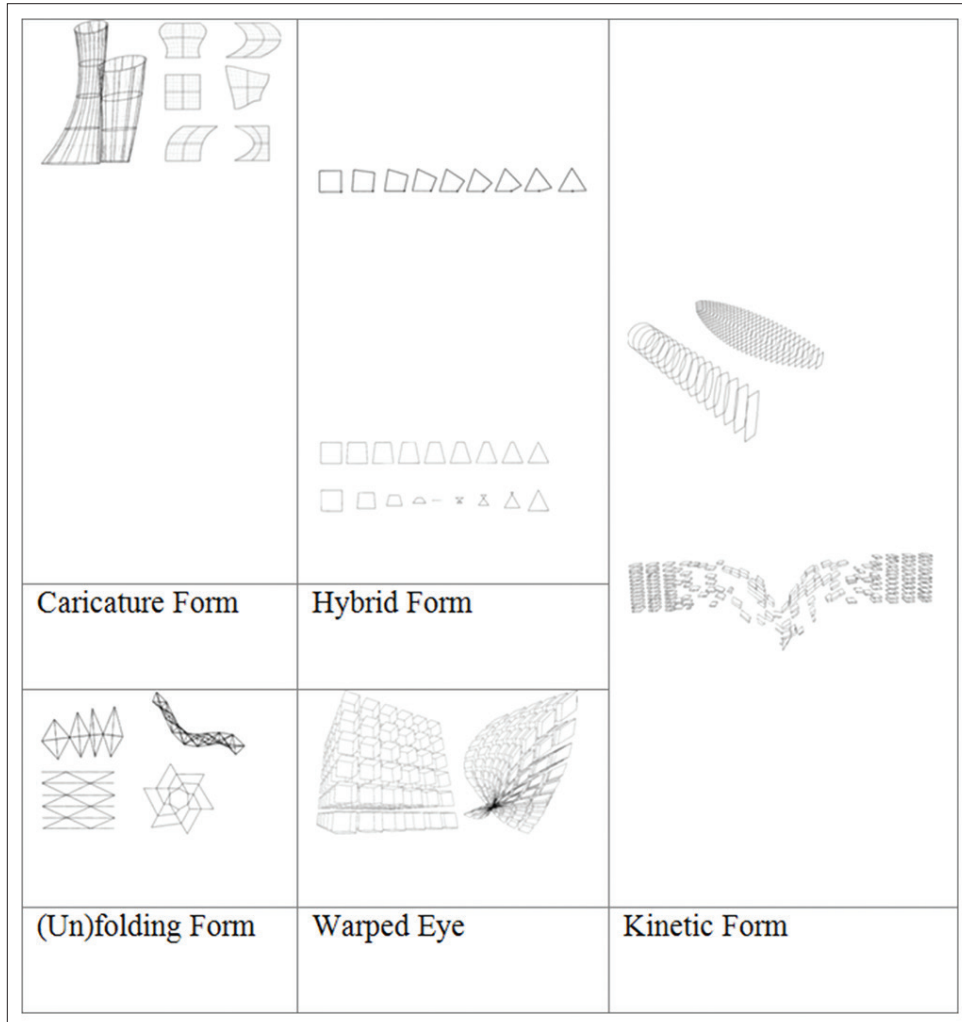 Caricature Form
Hybrid Form
(Un)folding Form
Warped Eye
Kinetic Form